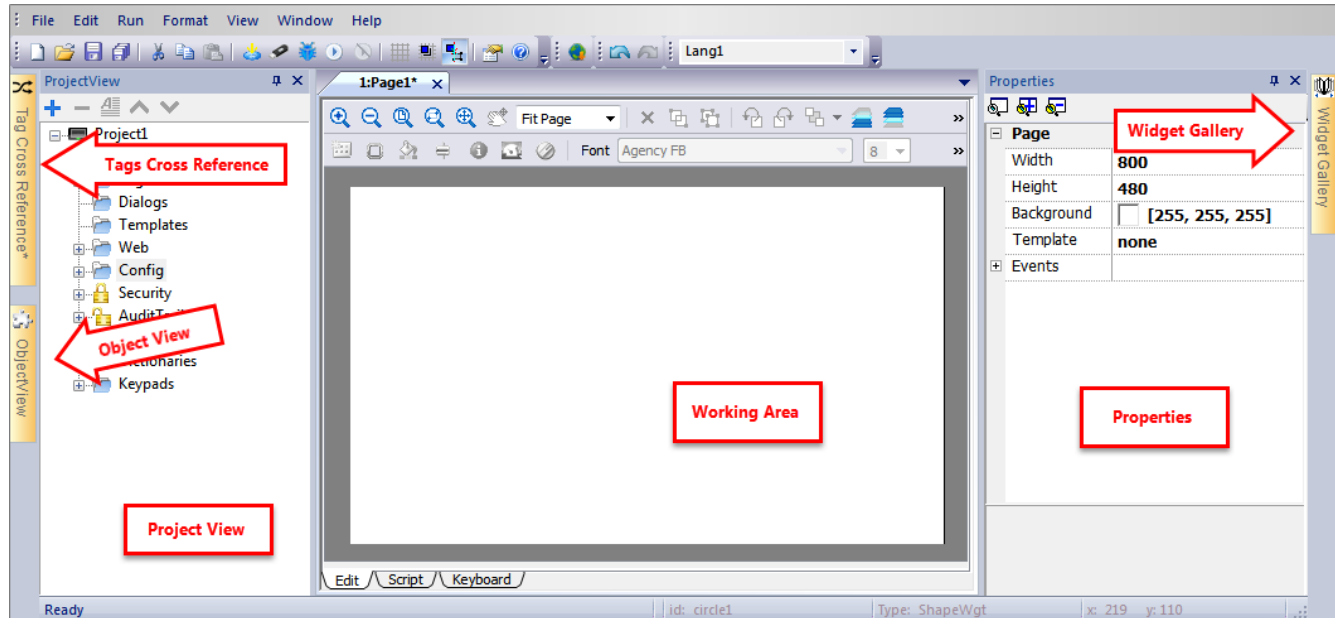 File Edit Run Format View Window Help
Lang1
ProjectView
1:Page1*
Properties
Tag Cross Reference*
ObjectView
Project1
Tags Cross Reference
Dialogs
Templates
Web
Config
Security
Object View
Keypads
Project View
Fit Page
Font Agency FB 8
Working Area
Edit Script Keyboard
Page
Width 800
Height 480
Background [255, 255, 255]
Template none
Events
Widget Gallery
Properties
Widget Gallery
Ready id: circle1 Type: ShapeWgt x: 219 y: 110